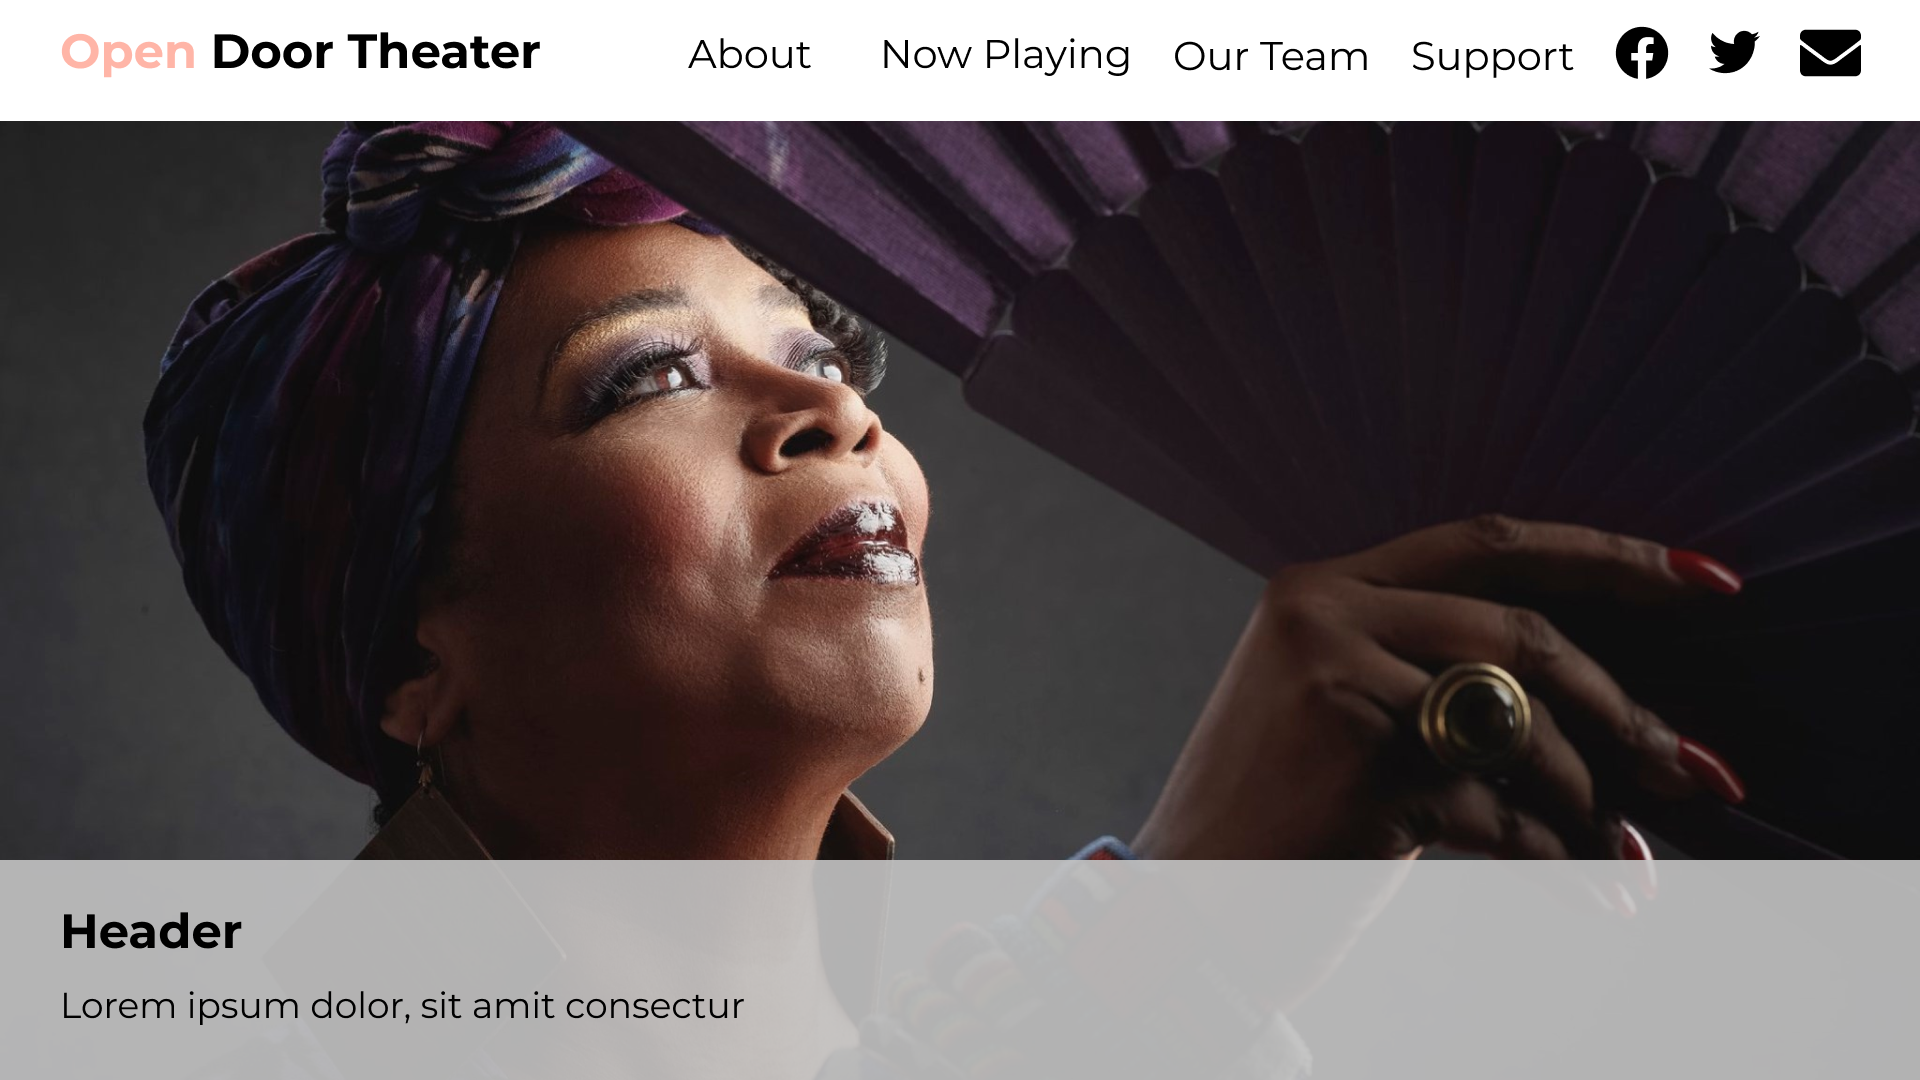 Open Door Theater
About
Now Playing
Our Team
Support
Header
Lorem ipsum dolor, sit amit consectur